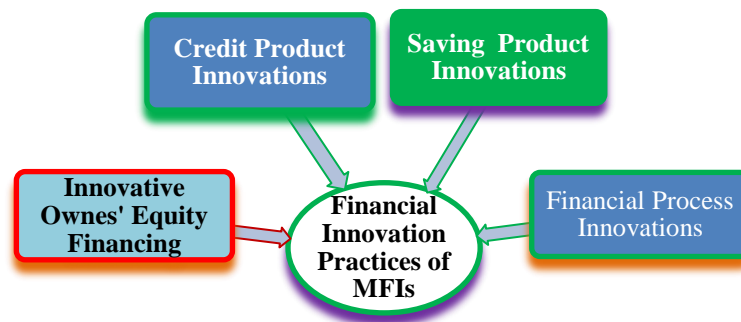 Credit Product
Innovations
Saving Product
Innovations
Innovative
Ownes' Equity
Financing
Financial
Innovation
Practices of
MFIs
Financial Process
Innovations